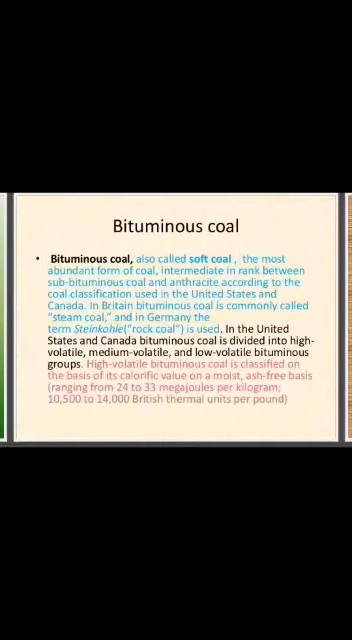 Bituminous coal
• Bituminous coal, also called soft coal , the most
abundant form of coal, intermediate in rank between
sub-bituminous coal and anthracite according to the
coal classification used in the United States and
Canada. In Britain bituminous coal is commonly called
“steam coal,” and in Germany the
term Steinkohle(“rock coal”) is used. In the United
States and Canada bituminous coal is divided into high-
volatile, medium-volatile, and low-volatile bituminous
groups. High-volatile bituminous coal is classified on
the basis of its calorific value on a moist, ash-free basis
(ranging from 24 to 33 megajoules per kilogram;
10,500 to 14,000 British thermal units per pound)